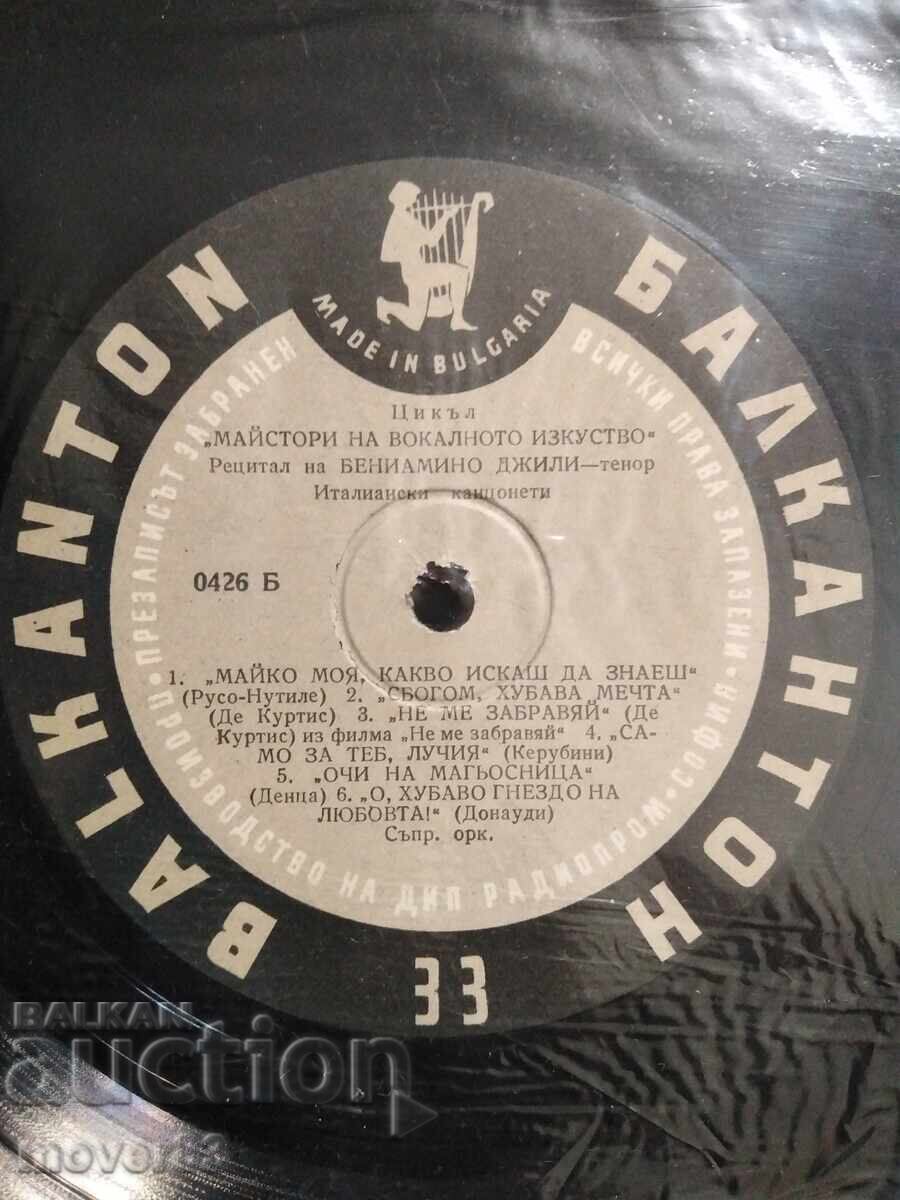 BALKANTON
БАЛКАНТОН
MADE IN BULGARIA
ПРОИЗВОДСТВО НА ДИП РАДИОПРОМ • СОФИЯ •
ВСИЧКИ ПРАВА ЗАПАЗЕНИ •
ПРЕЗАПИСЪТ ЗАБРАНЕН
Цикъл
„МАЙСТОРИ НА ВОКАЛНОТО ИЗКУСТВО“
Рецитал на БЕНИАМИНО ДЖИЛИ—тенор
Италиански канцонети
0426 Б
1. „МАЙКО МОЯ, КАКВО ИСКАШ ДА ЗНАЕШ“
(Русо-Нутиле) 2. „СБОГОМ, ХУБАВА МЕЧТА“
(Де Куртис) 3. „НЕ МЕ ЗАБРАВЯЙ“ (Де
Куртис) из филма „Не ме забравяй“ 4. „СА-
МО ЗА ТЕБ, ЛУЧИЯ“ (Керубини)
5. „ОЧИ НА МАГЬОСНИЦА“
(Денца) 6. „О, ХУБАВО ГНЕЗДО НА
ЛЮБОВТА!“ (Донауди)
Съпр. орк.
33
BALKAN
auction